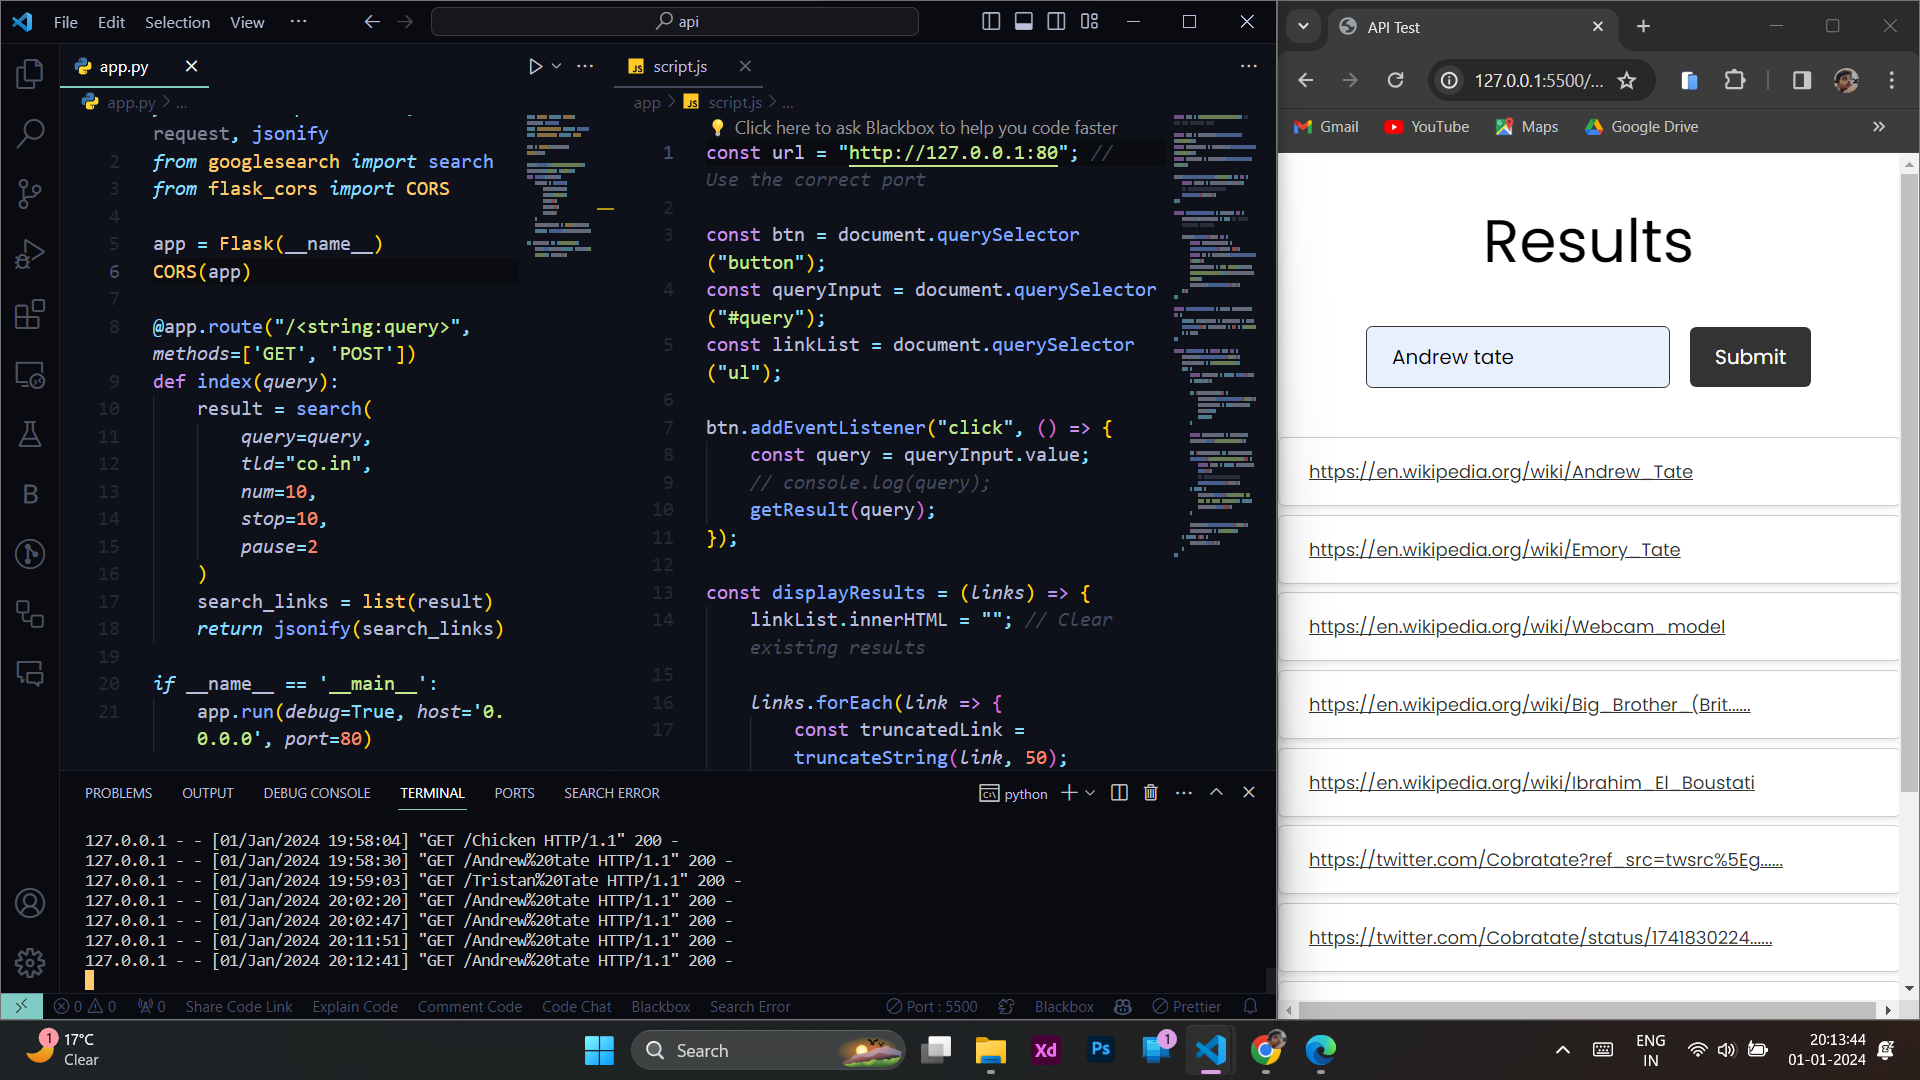 File Edit Selection View ...
api
app.py
app.py > ...
request, jsonify
2 from googlesearch import search
3 from flask_cors import CORS
4
5 app = Flask(__name__)
6 CORS(app)
7
8 @app.route("/<string:query>",
methods=['GET', 'POST'])
9 def index(query):
10 result = search(
11 query=query,
12 tld="co.in",
13 num=10,
14 stop=10,
15 pause=2
16 )
17 search_links = list(result)
18 return jsonify(search_links)
19
20 if __name__ == '__main__':
21 app.run(debug=True, host='0.
0.0.0', port=80)
JS script.js
app > JS script.js > ...
Click here to ask Blackbox to help you code faster
1 const url = "http://127.0.0.1:80"; //
Use the correct port
2
3 const btn = document.querySelector
("button");
4 const queryInput = document.querySelector
("#query");
5 const linkList = document.querySelector
("ul");
6
7 btn.addEventListener("click", () => {
8 const query = queryInput.value;
9 // console.log(query);
10 getResult(query);
11 });
12
13 const displayResults = (links) => {
14 linkList.innerHTML = ""; // Clear
existing results
15
16 links.forEach(link => {
17 const truncatedLink =
truncateString(link, 50);
PROBLEMS OUTPUT DEBUG CONSOLE TERMINAL PORTS SEARCH ERROR
python
127.0.0.1 - - [01/Jan/2024 19:58:04] "GET /Chicken HTTP/1.1" 200 -
127.0.0.1 - - [01/Jan/2024 19:58:30] "GET /Andrew%20tate HTTP/1.1" 200 -
127.0.0.1 - - [01/Jan/2024 19:59:03] "GET /Tristan%20Tate HTTP/1.1" 200 -
127.0.0.1 - - [01/Jan/2024 20:02:20] "GET /Andrew%20tate HTTP/1.1" 200 -
127.0.0.1 - - [01/Jan/2024 20:02:47] "GET /Andrew%20tate HTTP/1.1" 200 -
127.0.0.1 - - [01/Jan/2024 20:11:51] "GET /Andrew%20tate HTTP/1.1" 200 -
127.0.0.1 - - [01/Jan/2024 20:12:41] "GET /Andrew%20tate HTTP/1.1" 200 -
0 0 0 Share Code Link Explain Code Comment Code Code Chat Blackbox Search Error Port : 5500 Blackbox Prettier
API Test
127.0.0.1:5500/...
Gmail YouTube Maps Google Drive
Results
Andrew tate Submit
https://en.wikipedia.org/wiki/Andrew_Tate
https://en.wikipedia.org/wiki/Emory_Tate
https://en.wikipedia.org/wiki/Webcam_model
https://en.wikipedia.org/wiki/Big_Brother_(Brit......
https://en.wikipedia.org/wiki/Ibrahim_El_Boustati
https://twitter.com/Cobratate?ref_src=twsrc%5Eg......
https://twitter.com/Cobratate/status/1741830224......
1 17°C
Clear
Search
Xd
Ps
1
ENG
IN
20:13:44
01-01-2024